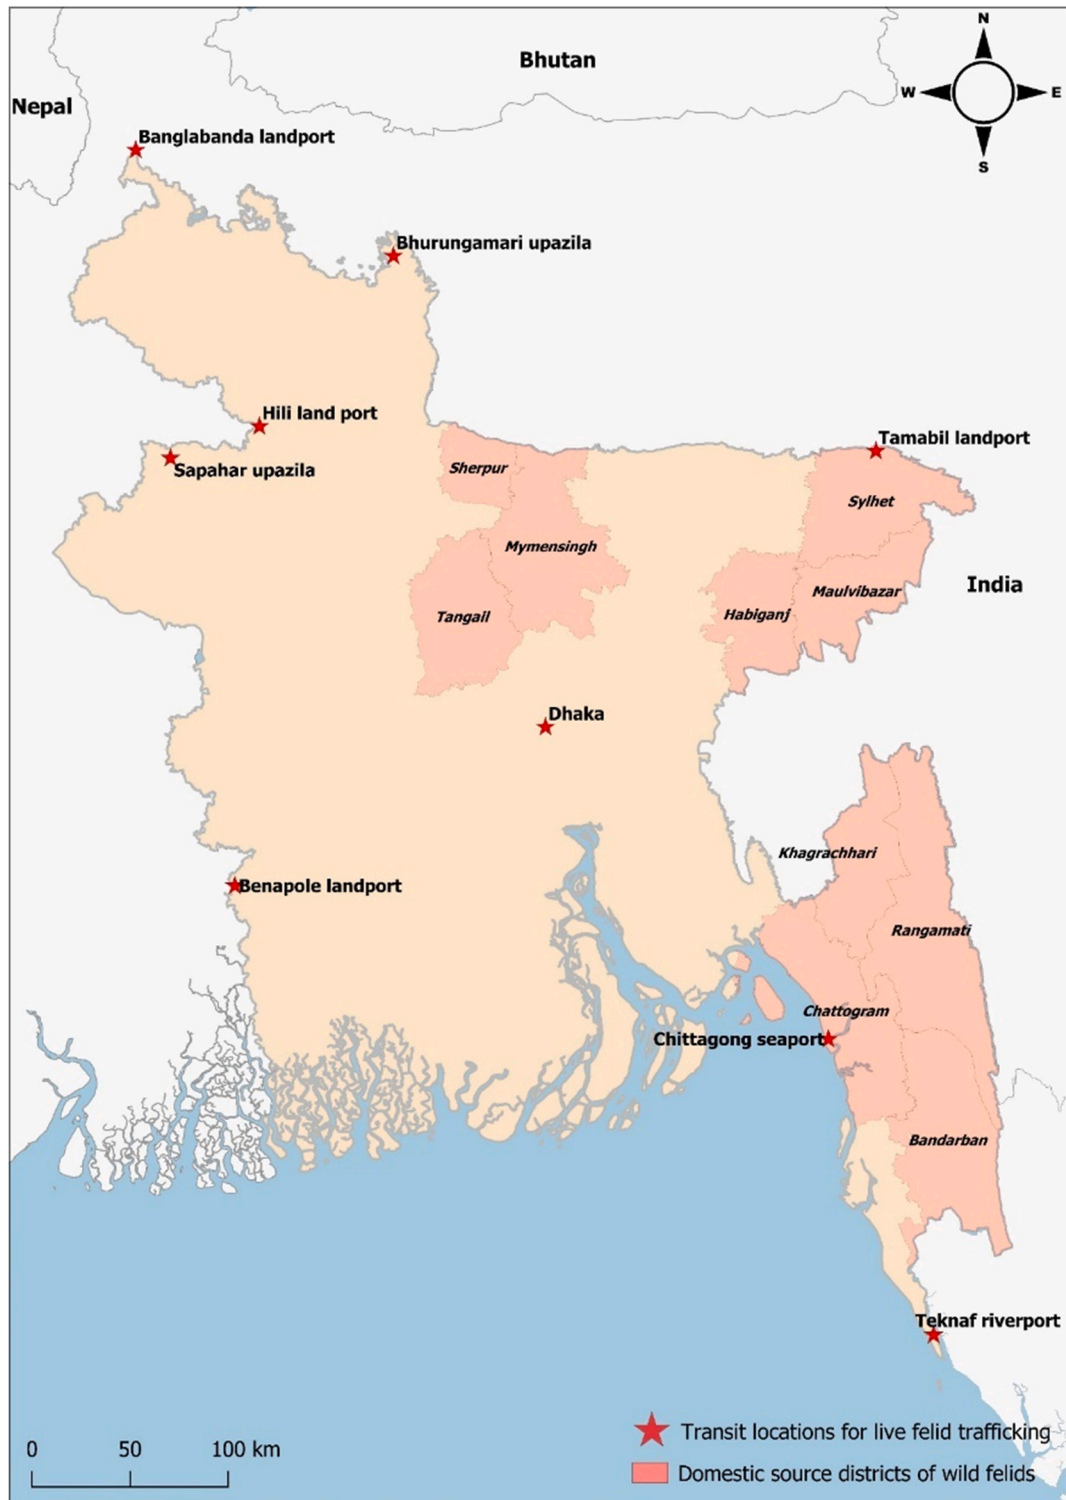 N
Bhutan
W
E
Nepal
Banglabanda landport
S
Bhurungamari upazila
Hili land port
Tamabil landport
Sapahar upazila
Sherpur
Sylhet
Mymensingh
India
Maulvibazar
Tangail
Habiganj
Dhaka
Khagrachhari
Benapole landport
Rangamati
Chattogram
Chittagong seaport
Bandarban
Teknaf riverport
Transit locations for live felid trafficking
0 50 100 km
Domestic source districts of wild felids